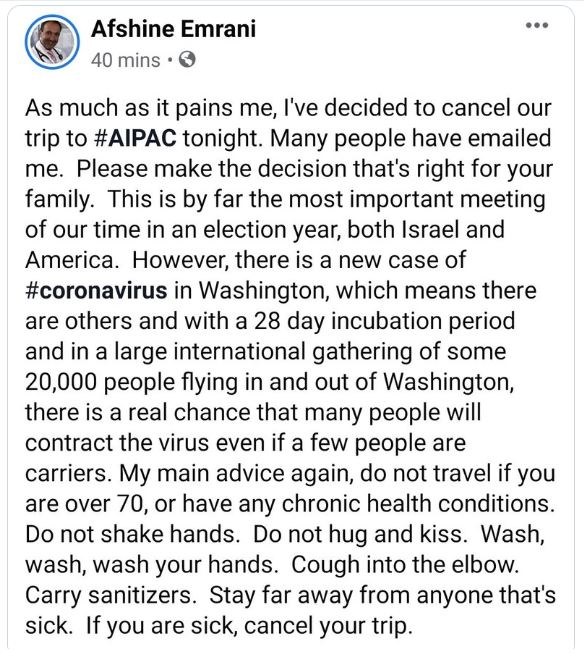 Afshine Emrani
40 mins •
As much as it pains me, I've decided to cancel our
trip to #AIPAC tonight. Many people have emailed
me.  Please make the decision that's right for your
family.  This is by far the most important meeting
of our time in an election year, both Israel and
America.  However, there is a new case of
#coronavirus in Washington, which means there
are others and with a 28 day incubation period
and in a large international gathering of some
20,000 people flying in and out of Washington,
there is a real chance that many people will
contract the virus even if a few people are
carriers. My main advice again, do not travel if you
are over 70, or have any chronic health conditions.
Do not shake hands.  Do not hug and kiss.  Wash,
wash, wash your hands.  Cough into the elbow.
Carry sanitizers.  Stay far away from anyone that's
sick.  If you are sick, cancel your trip.